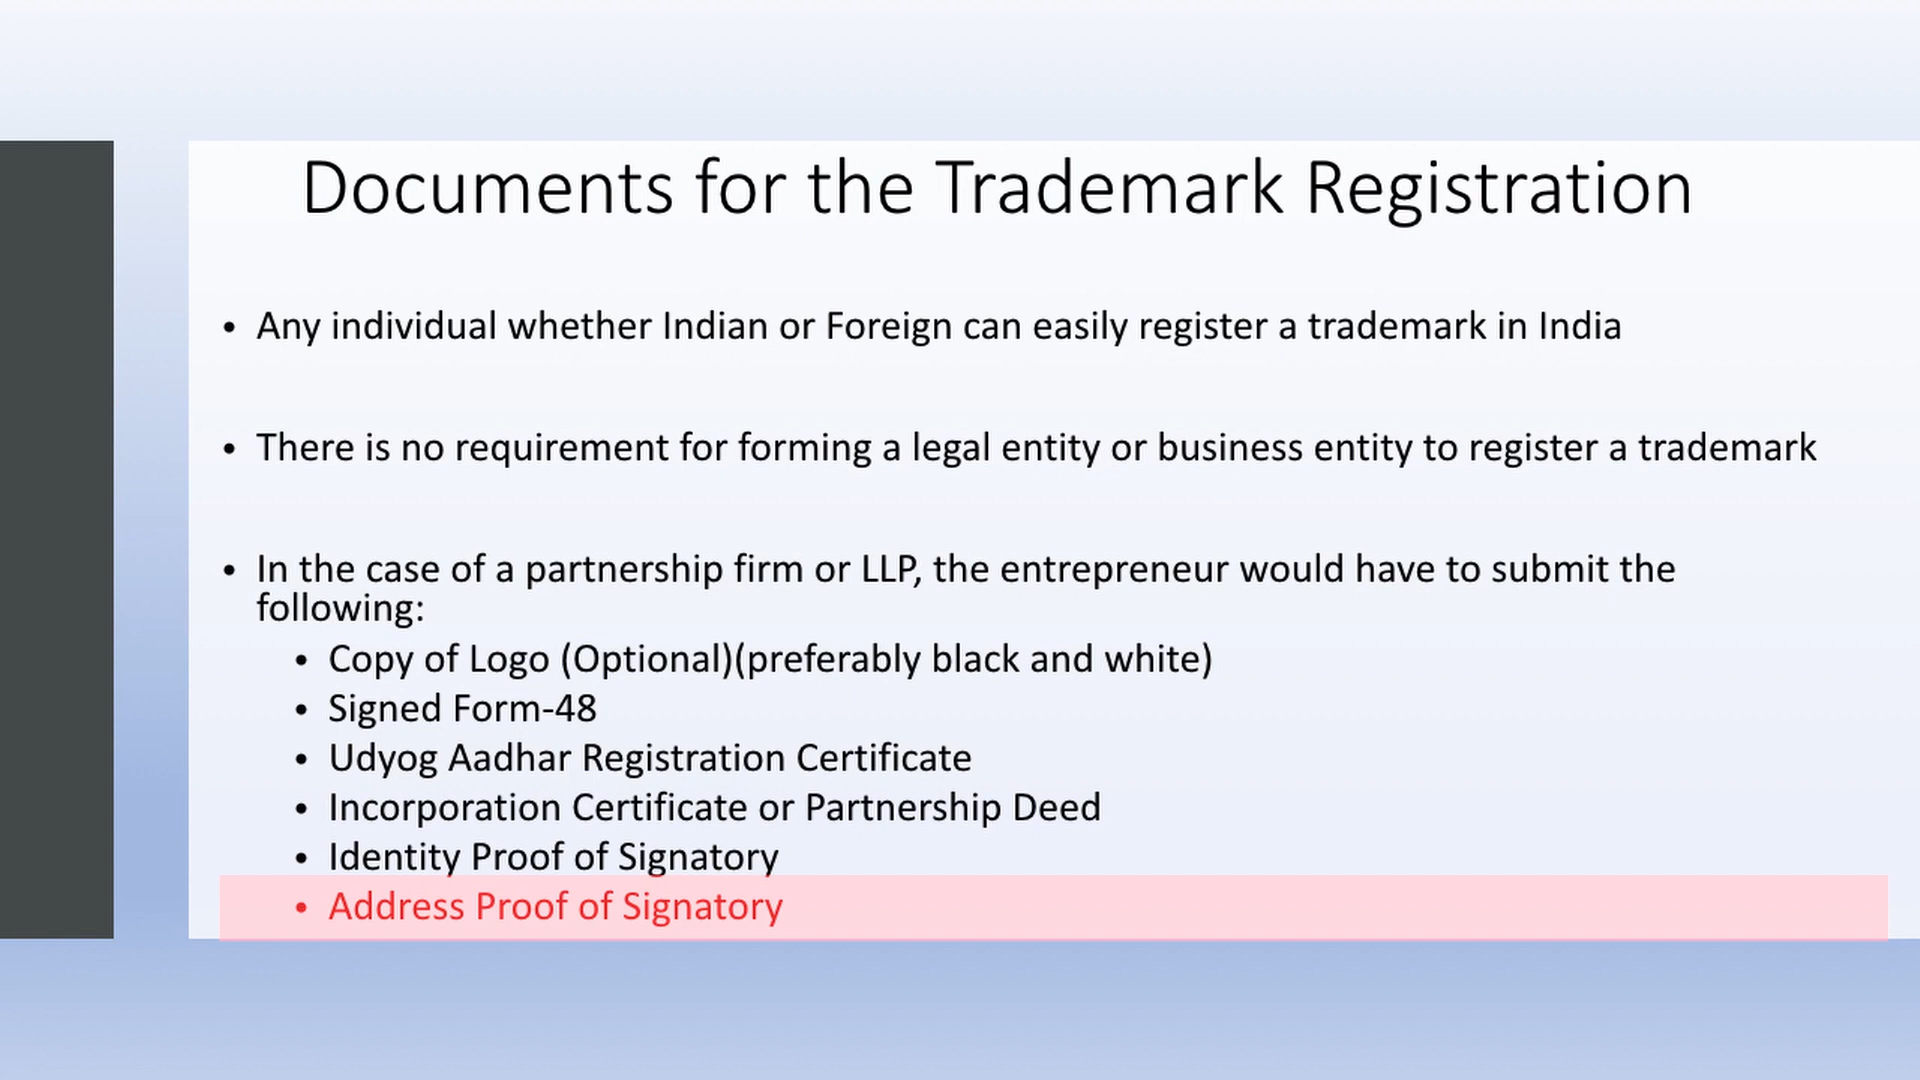 Documents for the Trademark Registration
• Any individual whether Indian or Foreign can easily register a trademark in India
• There is no requirement for forming a legal entity or business entity to register a trademark
• In the case of a partnership firm or LLP, the entrepreneur would have to submit the
following:
• Copy of Logo (Optional)(preferably black and white)
• Signed Form-48
• Udyog Aadhar Registration Certificate
• Incorporation Certificate or Partnership Deed
• Identity Proof of Signatory
• Address Proof of Signatory